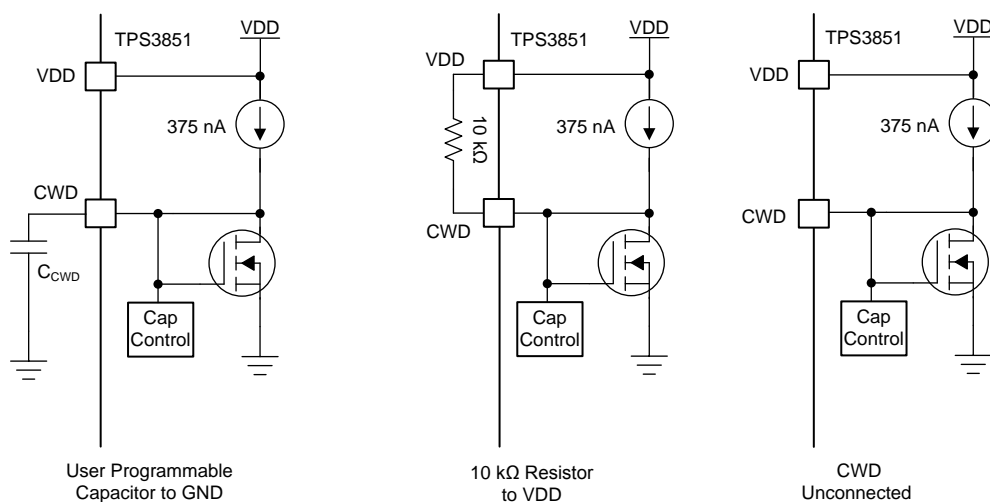 TPS3851
VDD
VDD
375 nA
CWD
C_CWD
Cap
Control
User Programmable
Capacitor to GND
TPS3851
VDD
VDD
10 kΩ
375 nA
CWD
Cap
Control
10 kΩ Resistor
to VDD
TPS3851
VDD
VDD
375 nA
CWD
Cap
Control
CWD
Unconnected